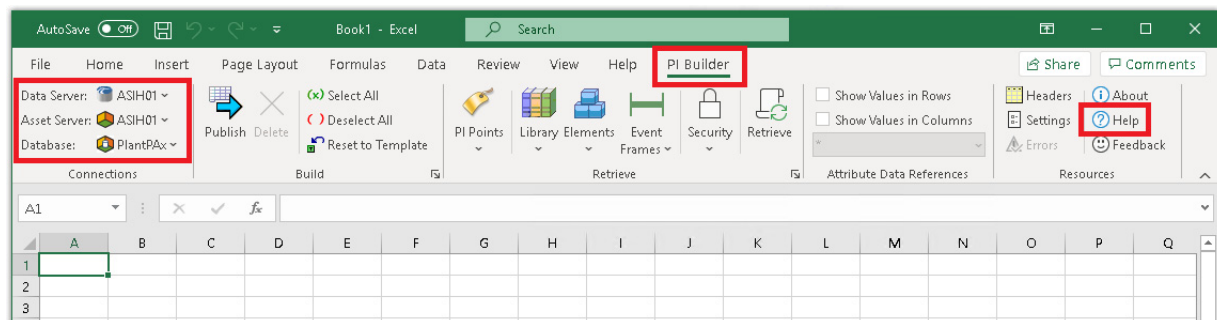 AutoSave Off Book1 - Excel Search
File Home Insert Page Layout Formulas Data Review View Help PI Builder Share Comments
Data Server: ASIH01
Asset Server: ASIH01
Database: PlantPAx
Connections
Publish Delete
(×) Select All
( ) Deselect All
Reset to Template
Build
PI Points Library Elements Event Frames Security Retrieve
Retrieve
Show Values in Rows
Show Values in Columns
*
Attribute Data References
Headers
Settings
Errors
About
Help
Feedback
Resources
A1 fx
A B C D E F G H I J K L M N O P Q
1
2
3